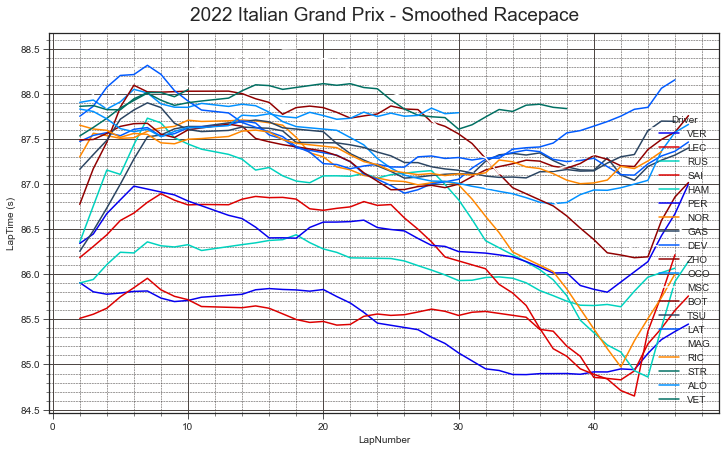 2022 Italian Grand Prix - Smoothed Racepace
88.5
88.0
87.5
87.0
86.5
86.0
85.5
85.0
84.5
LapTime (s)
0
10
20
30
40
LapNumber
Driver
VER
LEC
RUS
SAI
HAM
PER
NOR
GAS
DEV
ZHO
OCO
MSC
BOT
TSU
LAT
MAG
RIC
STR
ALO
VET